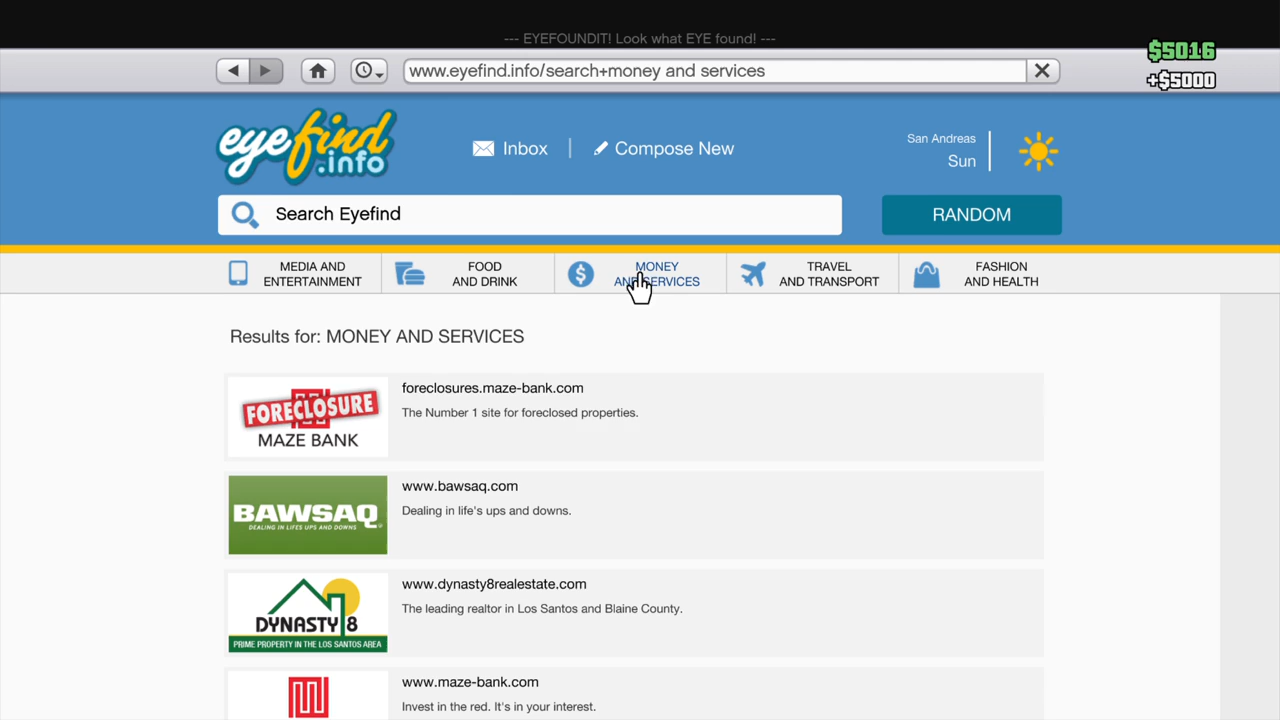 --- EYEFOUNDIT! Look what EYE found! ---
$5016
+$5000
www.eyefind.info/search+money and services
eyefind
.info
Inbox
Compose New
San Andreas
Sun
Search Eyefind
RANDOM
MEDIA AND
ENTERTAINMENT
FOOD
AND DRINK
MONEY
AND SERVICES
TRAVEL
AND TRANSPORT
FASHION
AND HEALTH
Results for: MONEY AND SERVICES
FORECLOSURE
MAZE BANK
foreclosures.maze-bank.com
The Number 1 site for foreclosed properties.
BAWSAQ
DEALING IN LIFE'S UPS AND DOWNS
www.bawsaq.com
Dealing in life's ups and downs.
DYNASTY 8
PRIME PROPERTY IN THE LOS SANTOS AREA
www.dynasty8realestate.com
The leading realtor in Los Santos and Blaine County.
www.maze-bank.com
Invest in the red. It's in your interest.